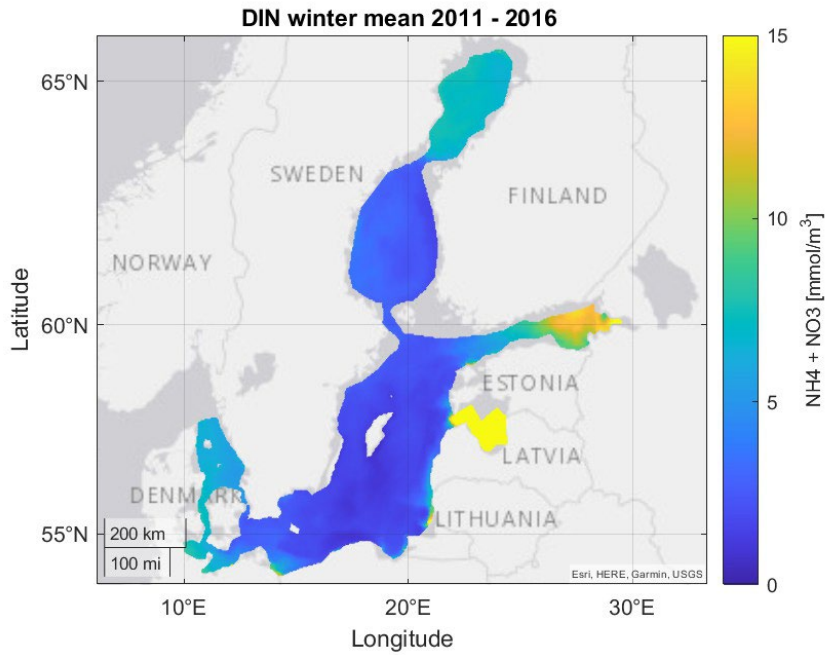 DIN winter mean 2011 - 2016
65°N
60°N
55°N
Latitude
SWEDEN
FINLAND
NORWAY
ESTONIA
LATVIA
DENMARK
LITHUANIA
200 km
100 mi
Esri, HERE, Garmin, USGS
10°E
20°E
30°E
Longitude
15
10
5
0
NH4 + NO3 [mmol/m³]